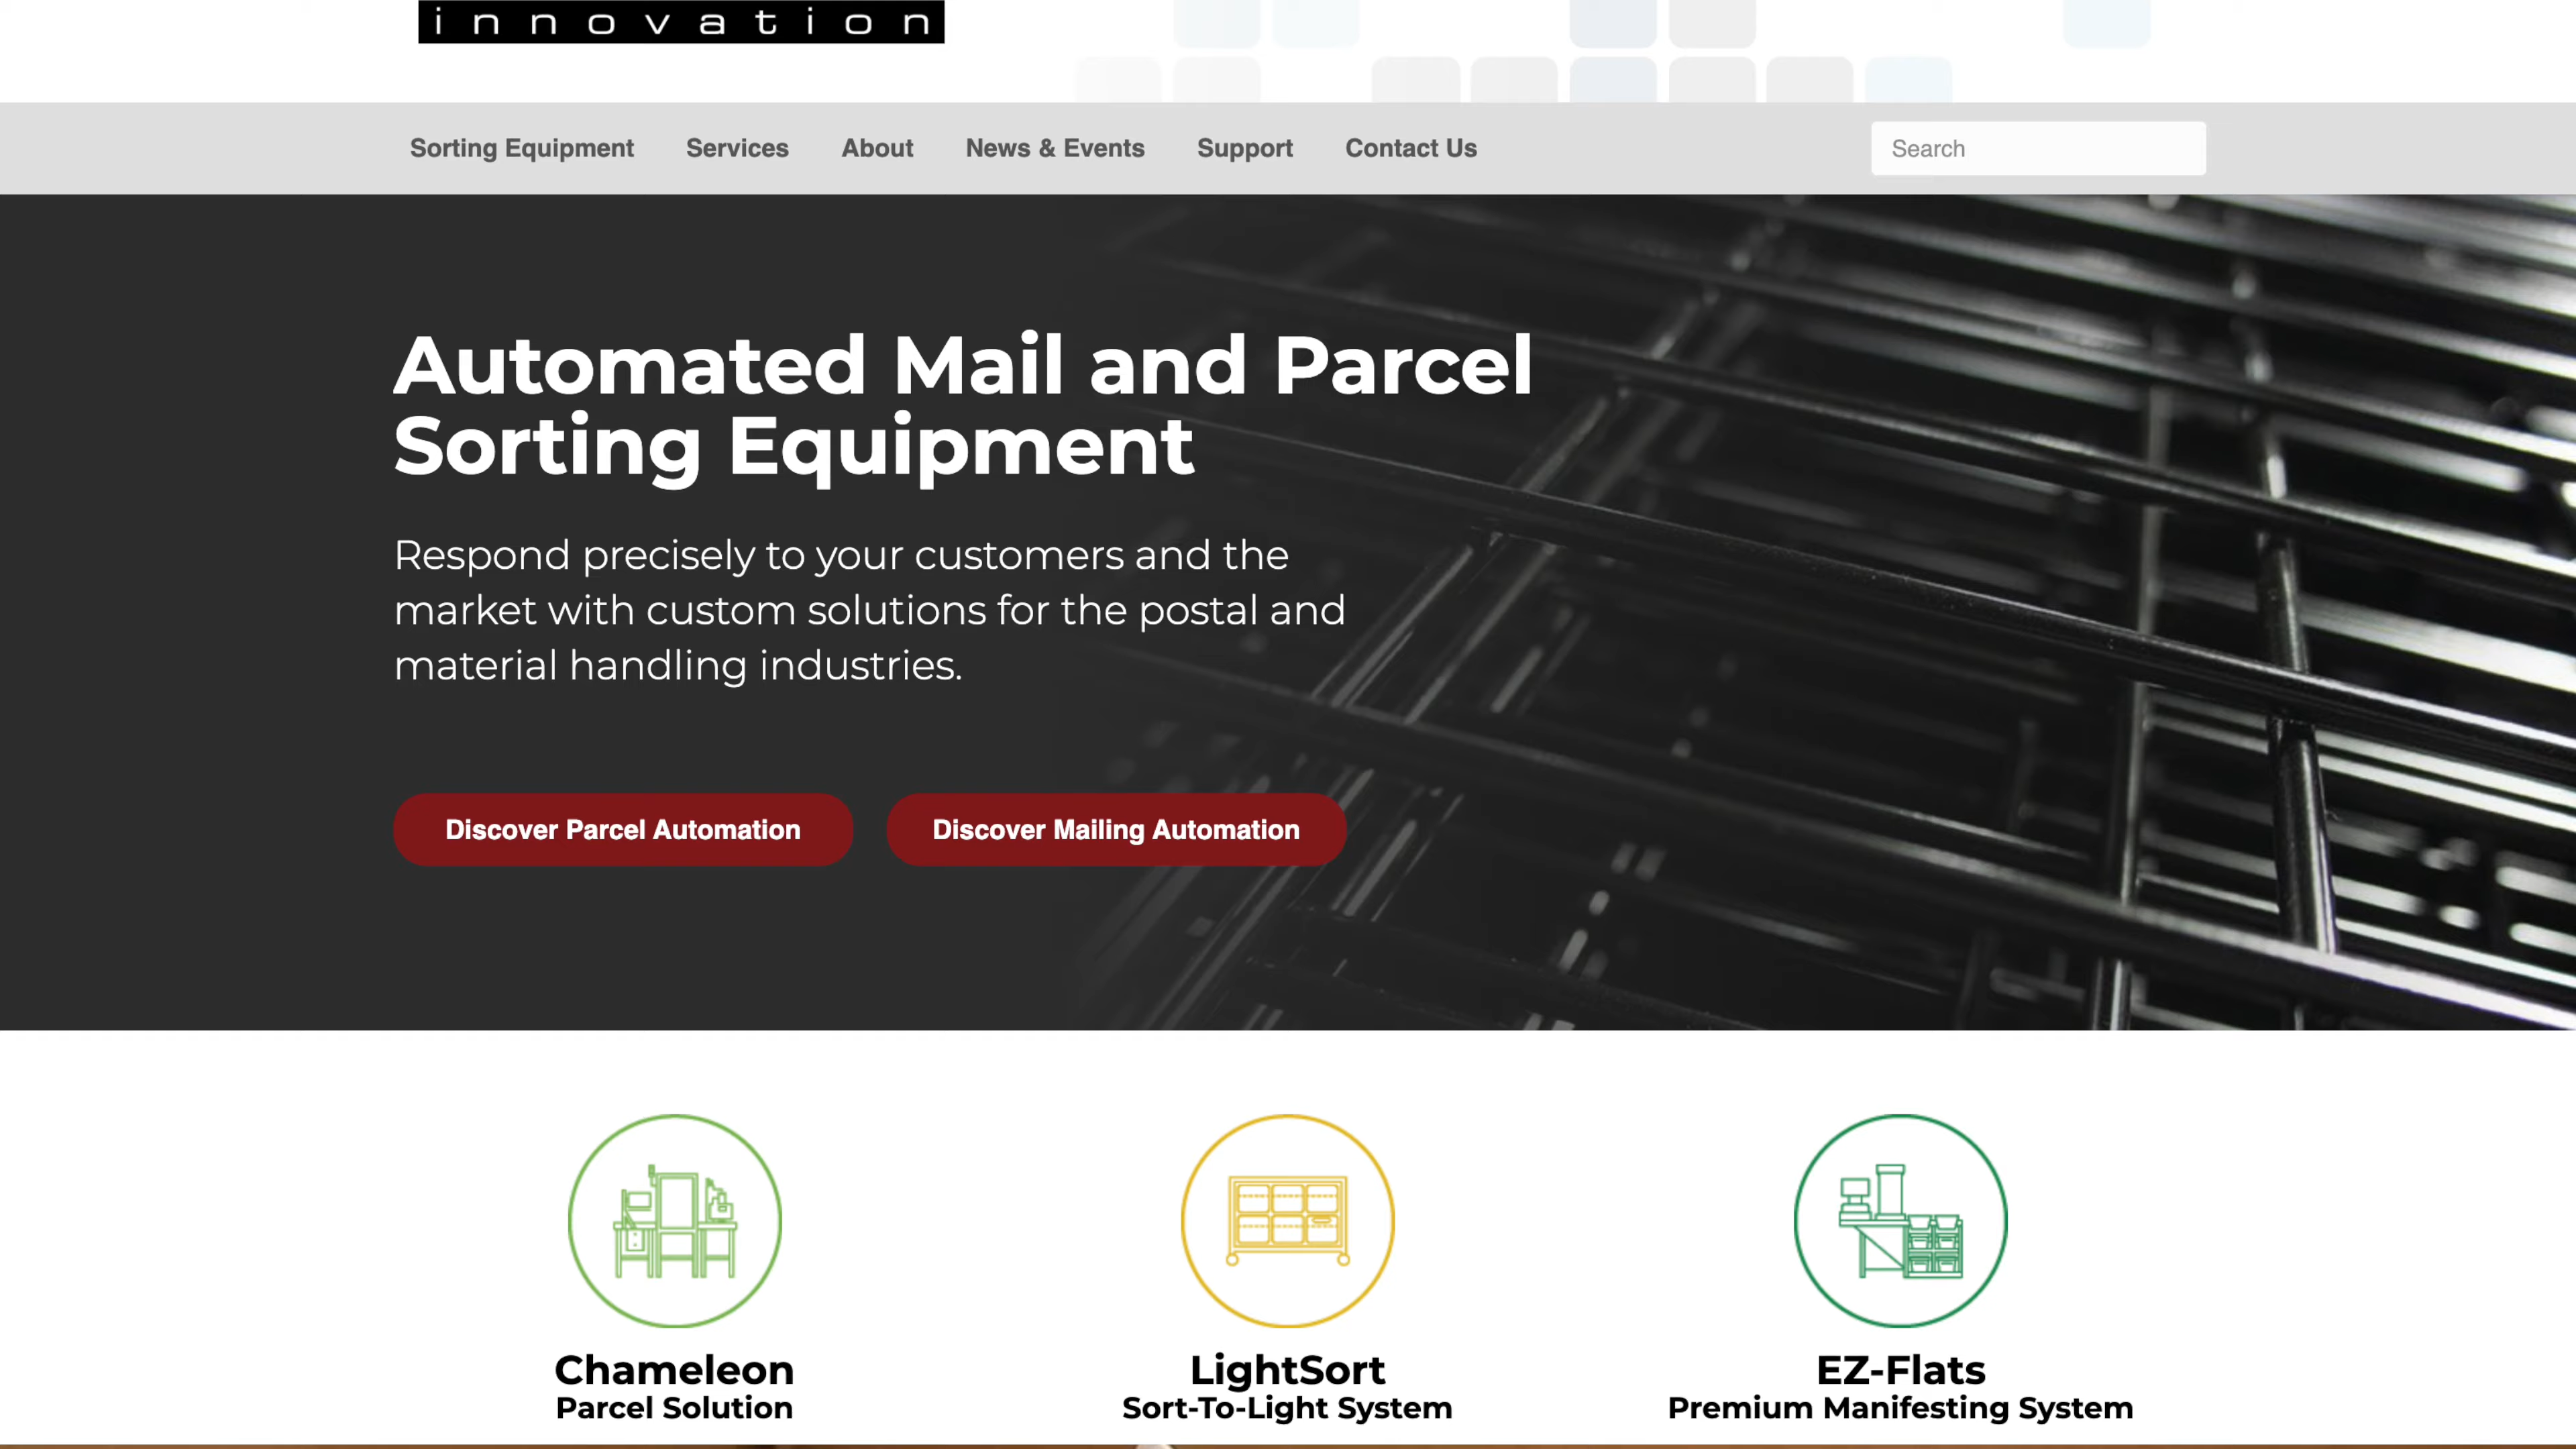 innovation
Sorting Equipment Services About News & Events Support Contact Us Search
Automated Mail and Parcel
Sorting Equipment
Respond precisely to your customers and the
market with custom solutions for the postal and
material handling industries.
Discover Parcel Automation Discover Mailing Automation
Chameleon
Parcel Solution
LightSort
Sort-To-Light System
EZ-Flats
Premium Manifesting System